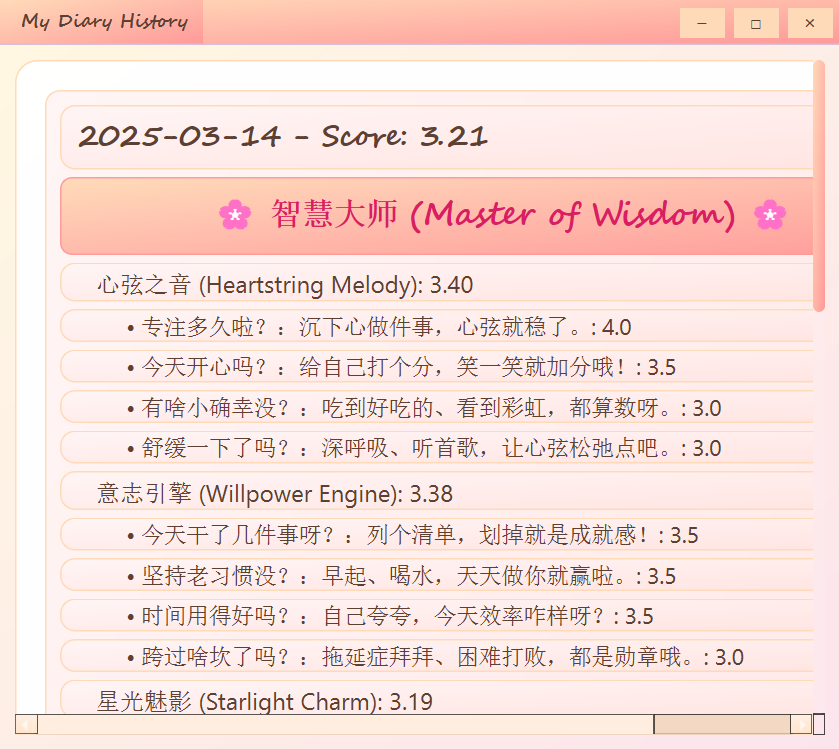 My Diary History
2025-03-14 - Score: 3.21
智慧大师 (Master of Wisdom)
心弦之音 (Heartstring Melody): 3.40
• 专注多久啦？：沉下心做件事，心弦就稳了。: 4.0
• 今天开心吗？：给自己打个分，笑一笑就加分哦！: 3.5
• 有啥小确幸没？：吃到好吃的、看到彩虹，都算数呀。: 3.0
• 舒缓一下了吗？：深呼吸、听首歌，让心弦松弛点吧。: 3.0
意志引擎 (Willpower Engine): 3.38
• 今天干了几件事呀？：列个清单，划掉就是成就感！: 3.5
• 坚持老习惯没？：早起、喝水，天天做你就赢啦。: 3.5
• 时间用得好吗？：自己夸夸，今天效率咋样呀？: 3.5
• 跨过啥坎了吗？：拖延症拜拜、困难打败，都是勋章哦。: 3.0
星光魅影 (Starlight Charm): 3.19